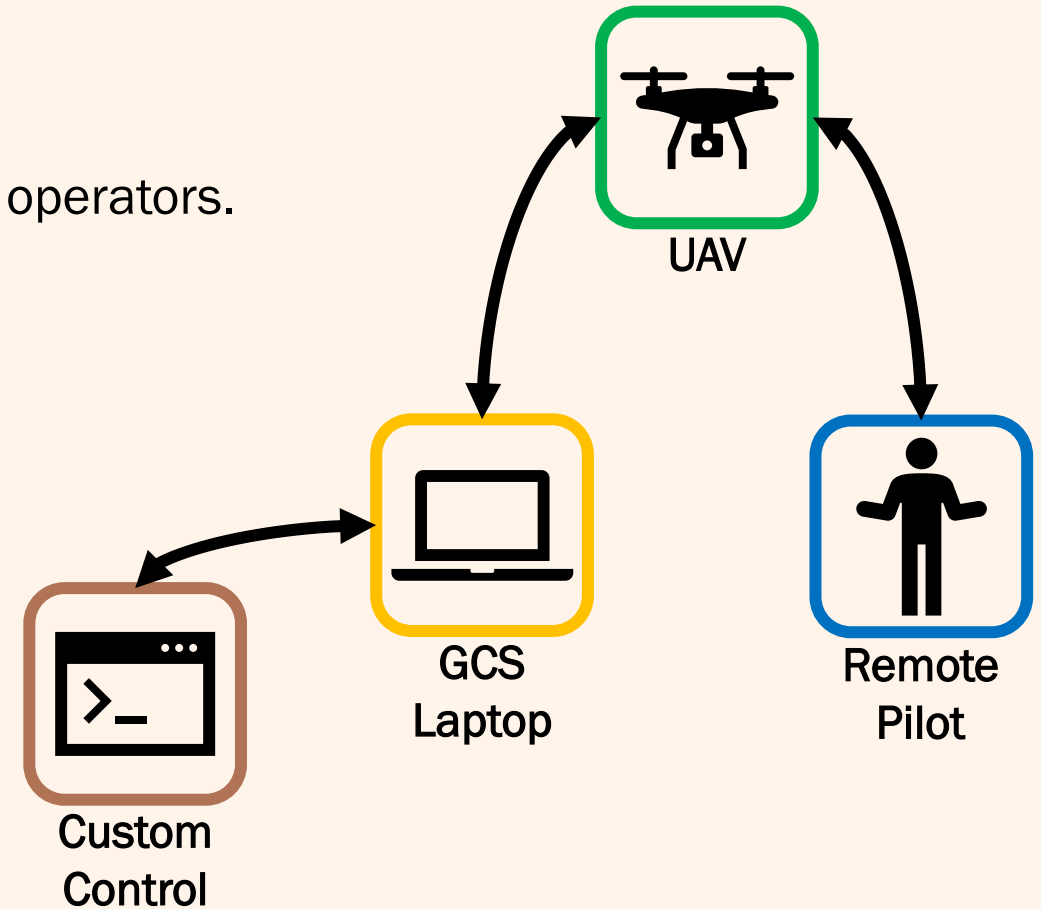 operators.
UAV
GCS
Laptop
Remote
Pilot
>_
Custom
Control